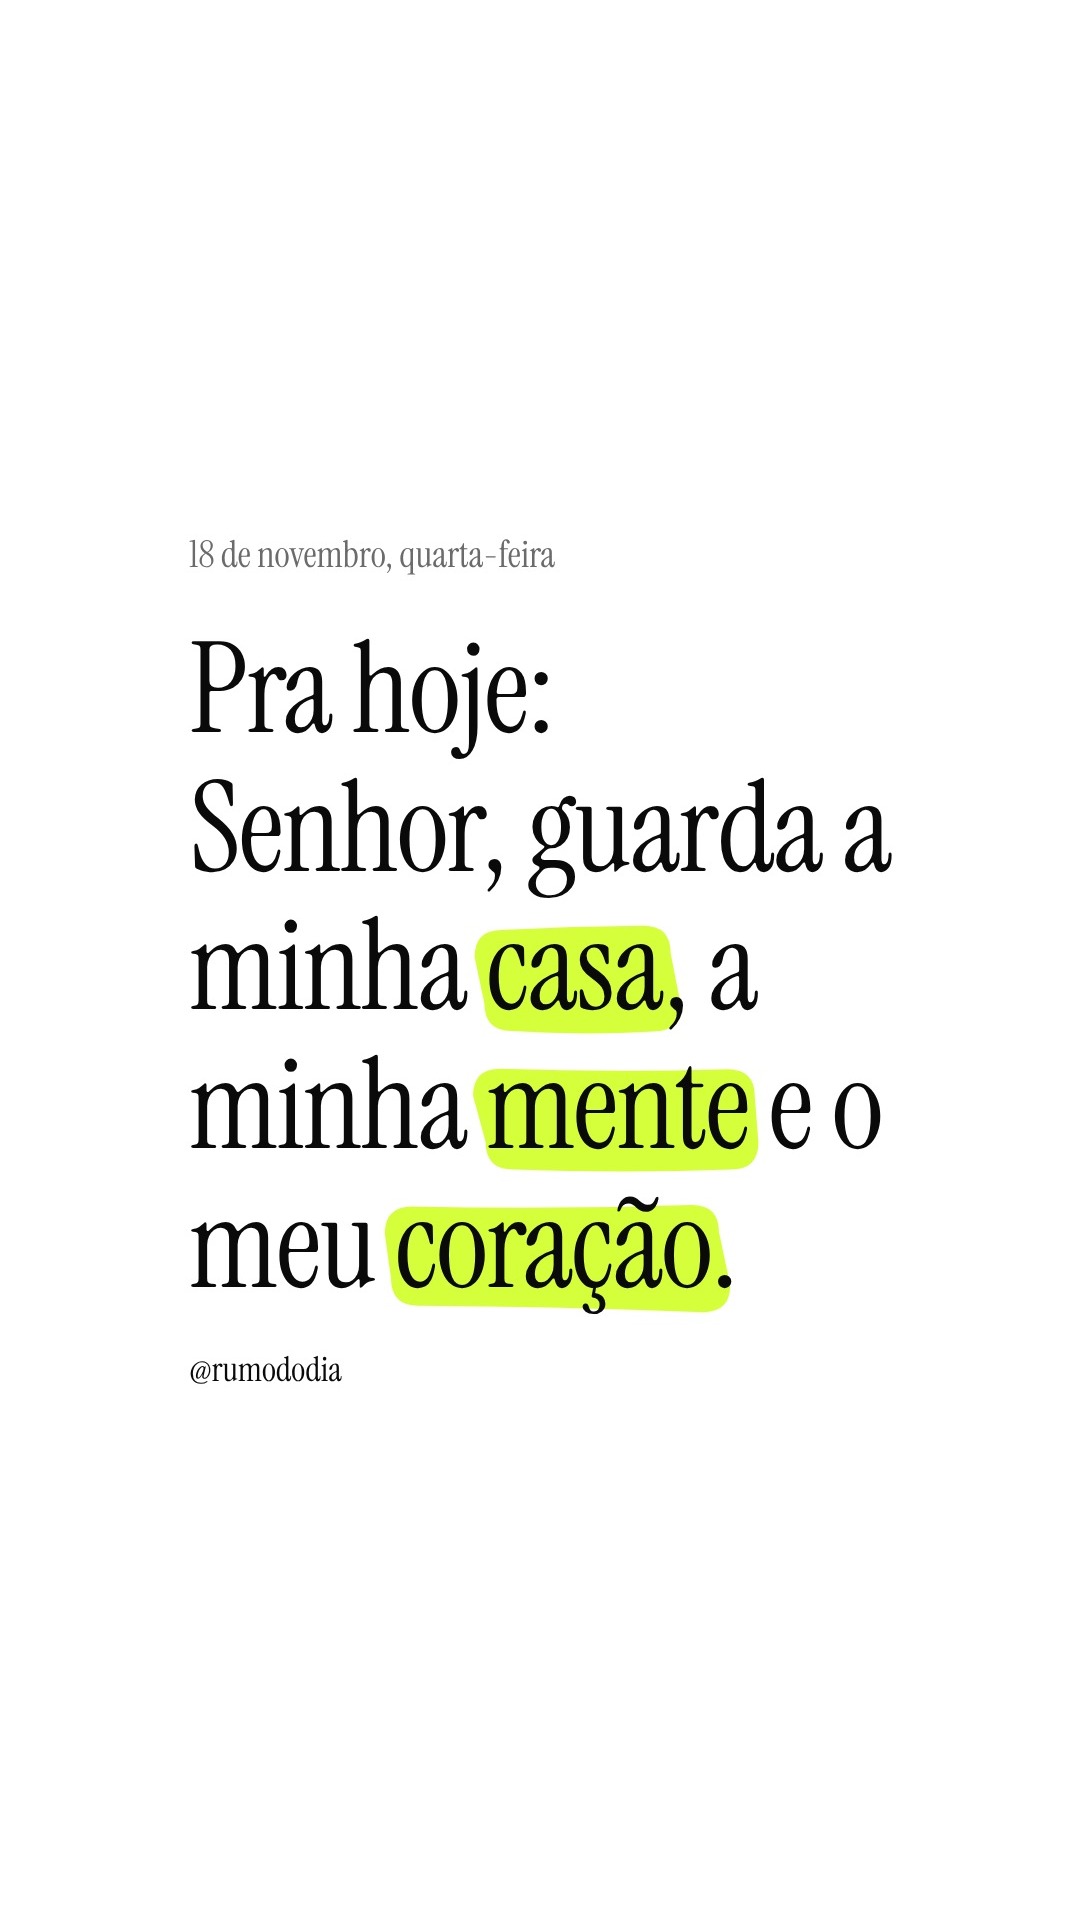 18 de novembro, quarta-feira
Pra hoje:
Senhor, guarda a
minha casa, a
minha mente e o
meu coração.
@rumododia